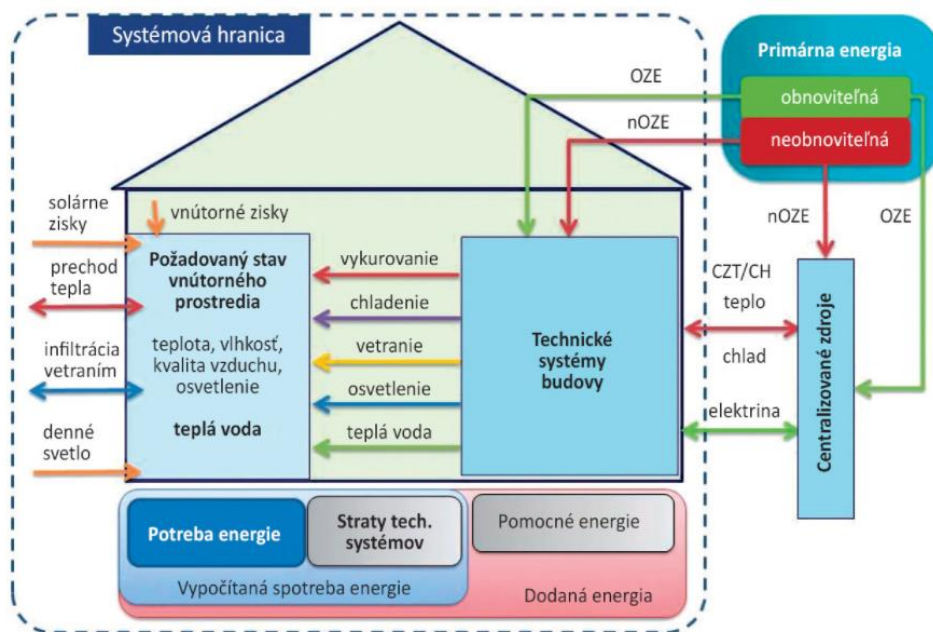 Systémová hranica
Primárna energia
OZE
obnoviteľná
nOZE
neobnoviteľná
solárne
zisky
vnútorné zisky
nOZE
OZE
prechod
tepla
Požadovaný stav
vnútorného
prostredia
vykurovanie
CZT/CH
teplo
chladenie
infiltrácia
vetraním
teplota, vlhkosť,
kvalita vzduchu,
osvetlenie
vetranie
Technické
systémy
budovy
chlad
Centralizované zdroje
osvetlenie
elektrina
denné
svetlo
teplá voda
teplá voda
Potreba energie
Straty tech.
systémov
Pomocné energie
Vypočítaná spotreba energie
Dodaná energia